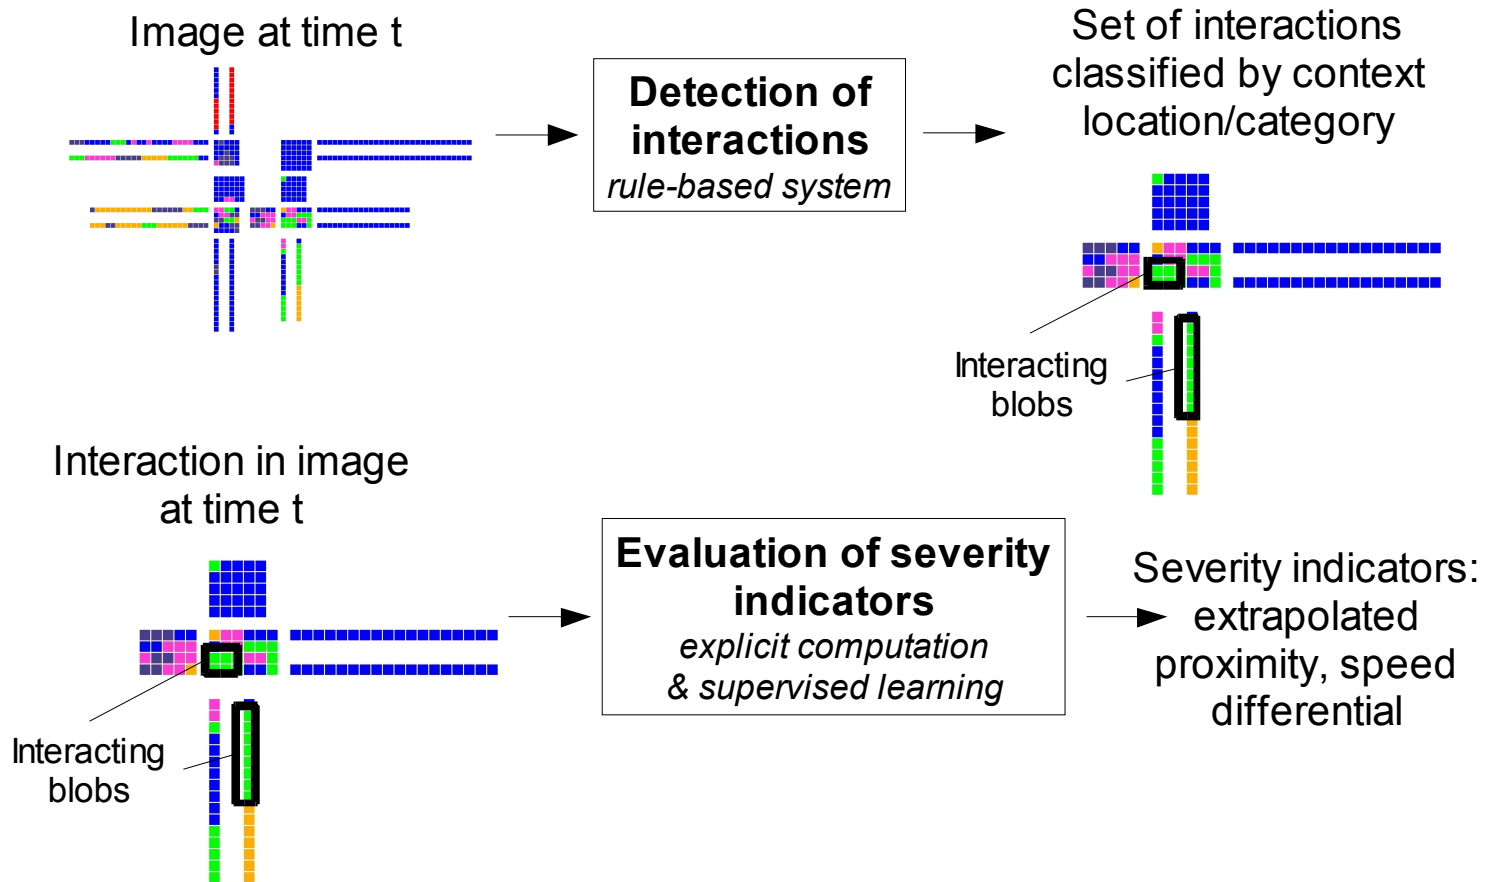 Image at time t
Detection of
interactions
rule-based system
Set of interactions
classified by context
location/category
Interacting
blobs
Interaction in image
at time t
Interacting
blobs
Evaluation of severity
indicators
explicit computation
& supervised learning
Severity indicators:
extrapolated
proximity, speed
differential